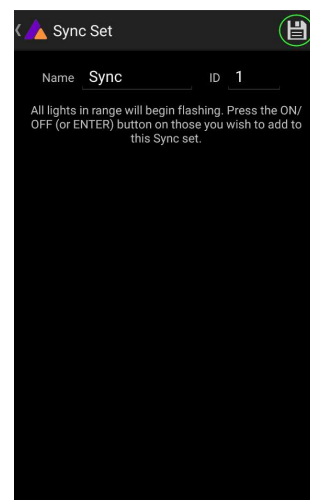 Sync Set
Name Sync ID 1
All lights in range will begin flashing. Press the ON/
OFF (or ENTER) button on those you wish to add to
this Sync set.